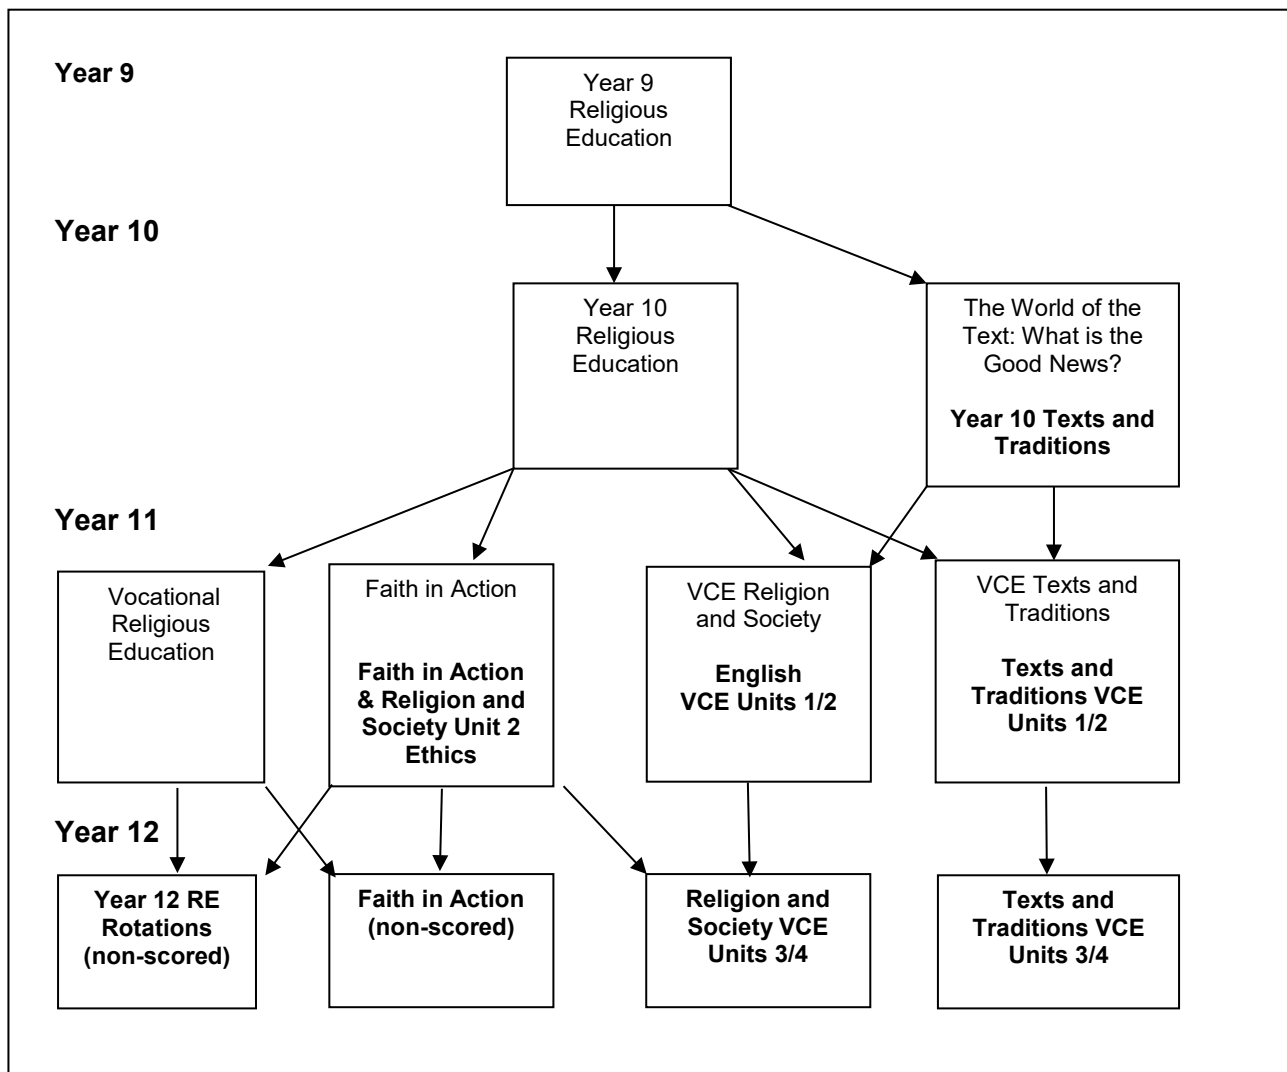 Year 9
Year 9
Religious
Education
Year 10
Year 10
Religious
Education
The World of the
Text: What is the
Good News?
Year 10 Texts and
Traditions
Year 11
Vocational
Religious
Education
Faith in Action
Faith in Action
& Religion and
Society Unit 2
Ethics
VCE Religion
and Society
English
VCE Units 1/2
VCE Texts and
Traditions
Texts and
Traditions VCE
Units 1/2
Year 12
Year 12 RE
Rotations
(non-scored)
Faith in Action
(non-scored)
Religion and
Society VCE
Units 3/4
Texts and
Traditions VCE
Units 3/4